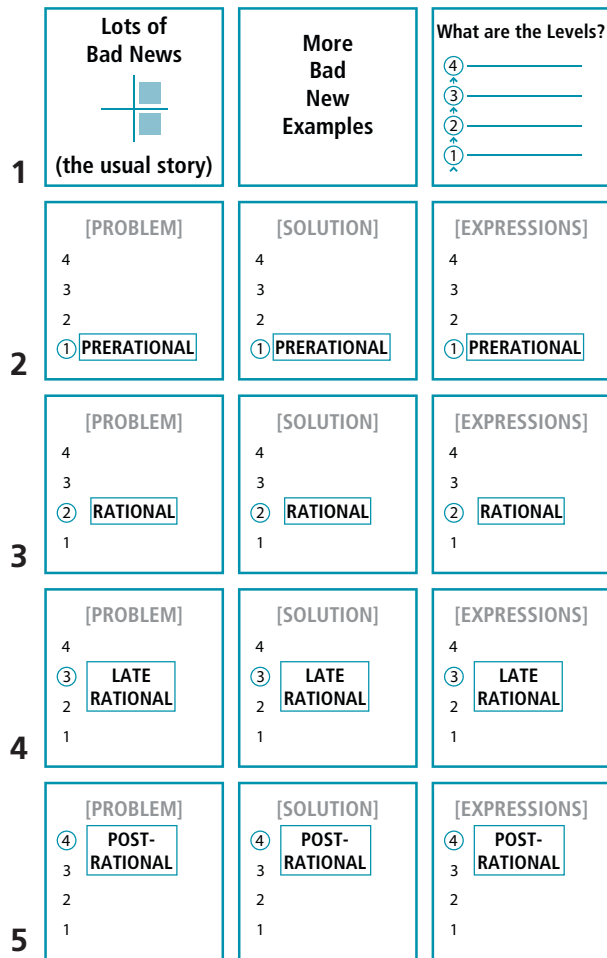 Lots of
Bad News
(the usual story)
More
Bad
New
Examples
What are the Levels?
4
3
2
1
1
[PROBLEM]
4
3
2
1 PRERATIONAL
[SOLUTION]
4
3
2
1 PRERATIONAL
[EXPRESSIONS]
4
3
2
1 PRERATIONAL
2
[PROBLEM]
4
3
2 RATIONAL
1
[SOLUTION]
4
3
2 RATIONAL
1
[EXPRESSIONS]
4
3
2 RATIONAL
1
3
[PROBLEM]
4
3 LATE
RATIONAL
2
1
[SOLUTION]
4
3 LATE
RATIONAL
2
1
[EXPRESSIONS]
4
3 LATE
RATIONAL
2
1
4
[PROBLEM]
4 POST-
3 RATIONAL
2
1
[SOLUTION]
4 POST-
3 RATIONAL
2
1
[EXPRESSIONS]
4 POST-
3 RATIONAL
2
1
5